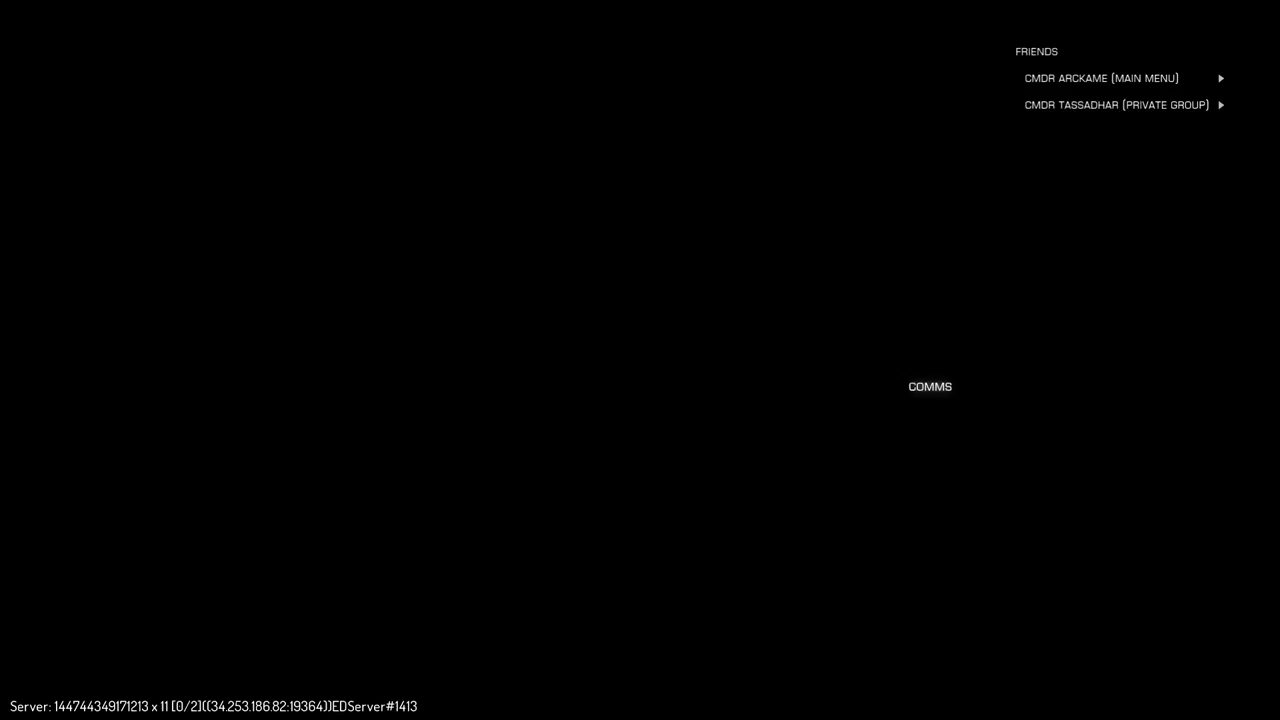 FRIENDS
CMDR ARCKAME (MAIN MENU)
CMDR TASSADHAR (PRIVATE GROUP)
COMMS
Server: 144744349171213 x 11 [0/2]((34.253.186.82:19364))EDServer#1413